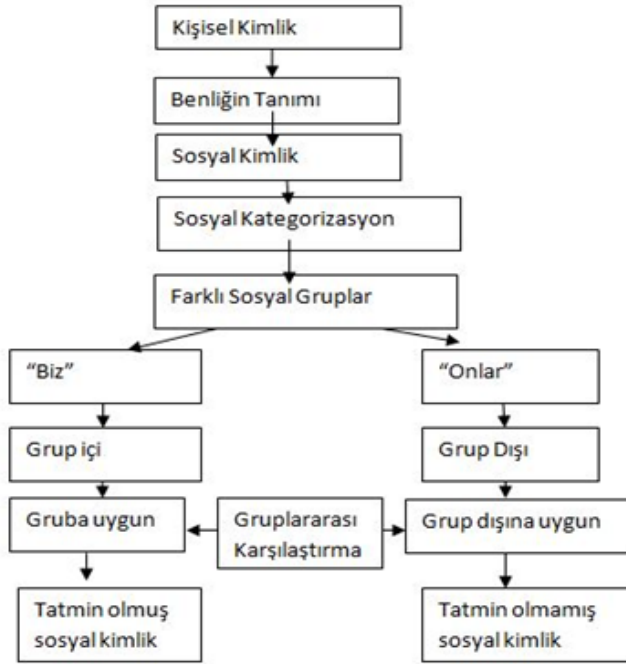 Kişisel Kimlik
Benliğin Tanımı
Sosyal Kimlik
Sosyal Kategorizasyon
Farklı Sosyal Gruplar
“Biz”
“Onlar”
Grup içi
Grup Dışı
Gruba uygun
Gruplararası
Karşılaştırma
Grup dışına uygun
Tatmin olmuş
sosyal kimlik
Tatmin olmamış
sosyal kimlik